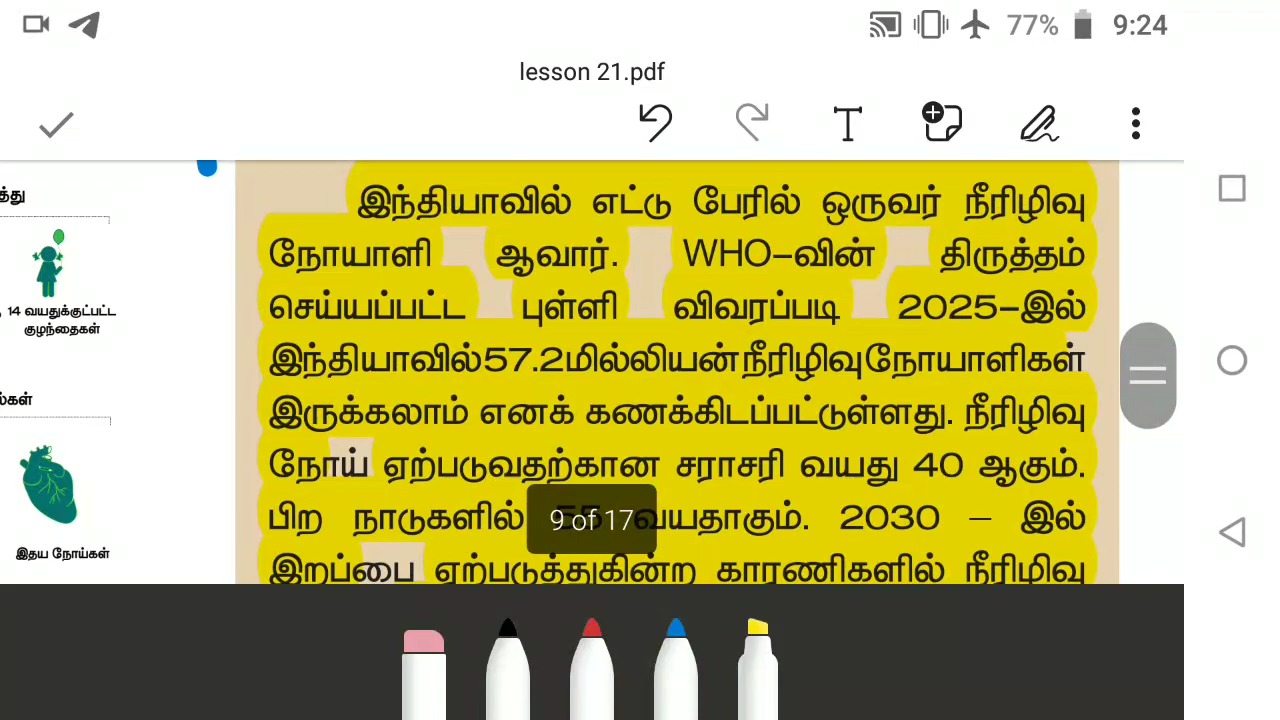 77% 9:24
lesson 21.pdf
த்து
14 வயதுக்குட்பட்ட
குழந்தைகள்
இதய நோய்கள்
இந்தியாவில் எட்டு பேரில் ஒருவர் நீரிழிவு
நோயாளி ஆவார். WHO-வின் திருத்தம்
செய்யப்பட்ட புள்ளி விவரப்படி 2025-இல்
இந்தியாவில்57.2மில்லியன்நீரிழிவுநோயாளிகள்
இருக்கலாம் எனக் கணக்கிடப்பட்டுள்ளது. நீரிழிவு
நோய் ஏற்படுவதற்கான சராசரி வயது 40 ஆகும்.
பிற நாடுகளில் வயதாகும். 2030 – இல்
இறப்பை ஏற்படுத்துகின்ற காரணிகளில் நீரிழிவு
9 of 17